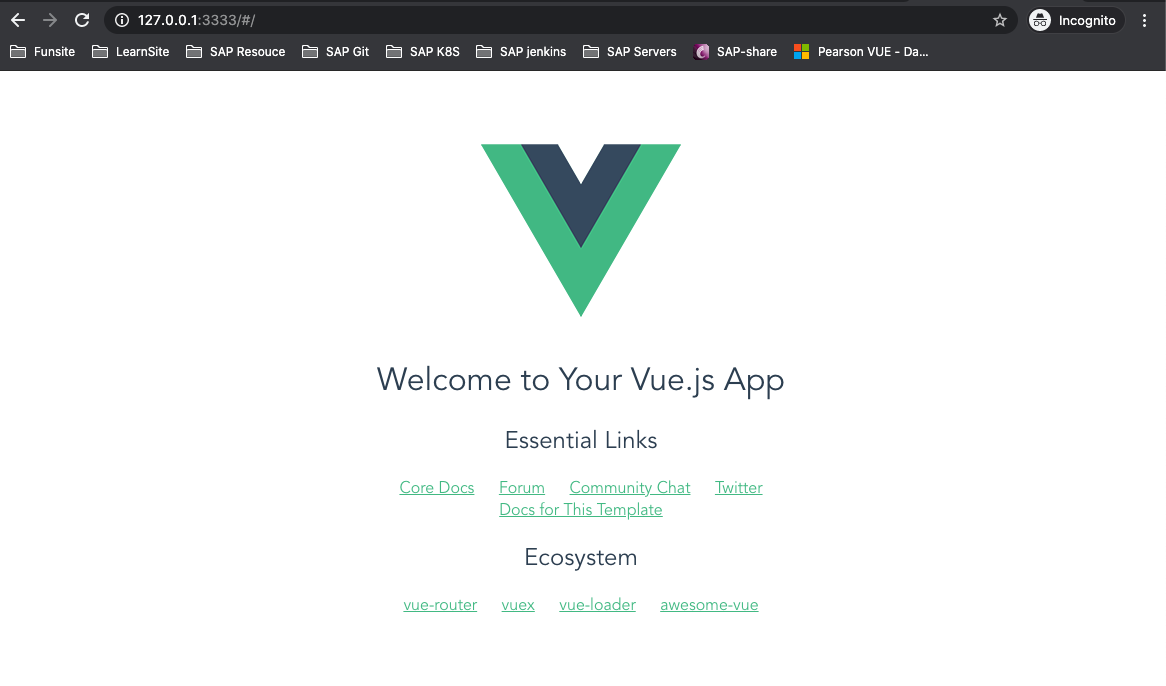 127.0.0.1:3333/#/
Incognito
Funsite LearnSite SAP Resouce SAP Git SAP K8S SAP jenkins SAP Servers SAP-share Pearson VUE - Da...
Welcome to Your Vue.js App
Essential Links
Core Docs Forum Community Chat Twitter
Docs for This Template
Ecosystem
vue-router vuex vue-loader awesome-vue